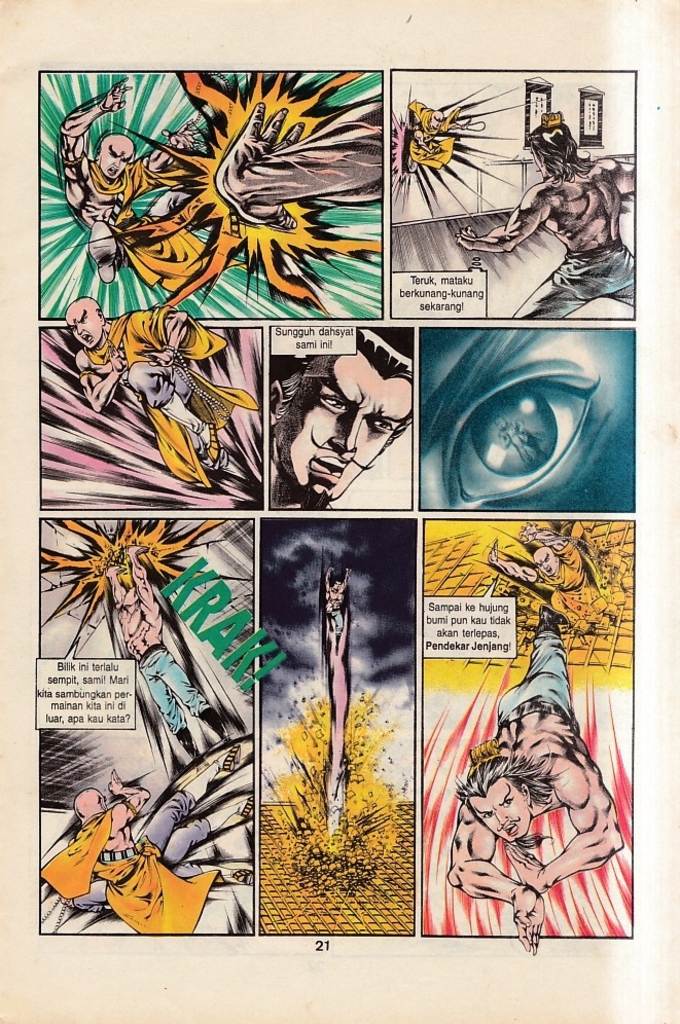 Teruk, mataku
berkunang-kunang
sekarang!
Sungguh dahsyat
sami ini!
KRAK!
Bilik ini terlalu
sempit, sami! Mari
kita sambungkan per-
mainan kita ini di
luar, apa kau kata?
Sampai ke hujung
bumi pun kau tidak
akan terlepas,
Pendekar Jenjang!
21